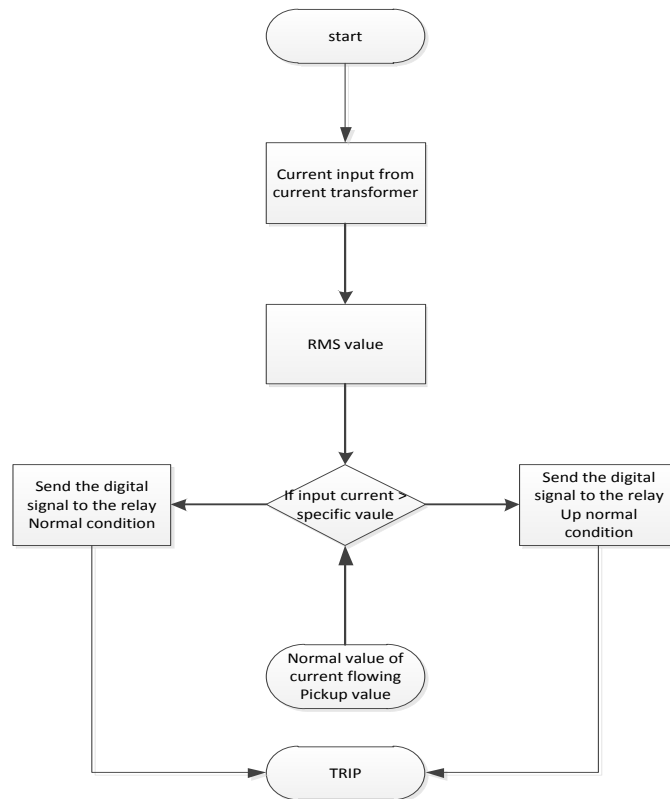 start
Current input from
current transformer
RMS value
Send the digital
signal to the relay
Normal condition
If input current >
specific vaule
Send the digital
signal to the relay
Up normal
condition
Normal value of
current flowing
Pickup value
TRIP